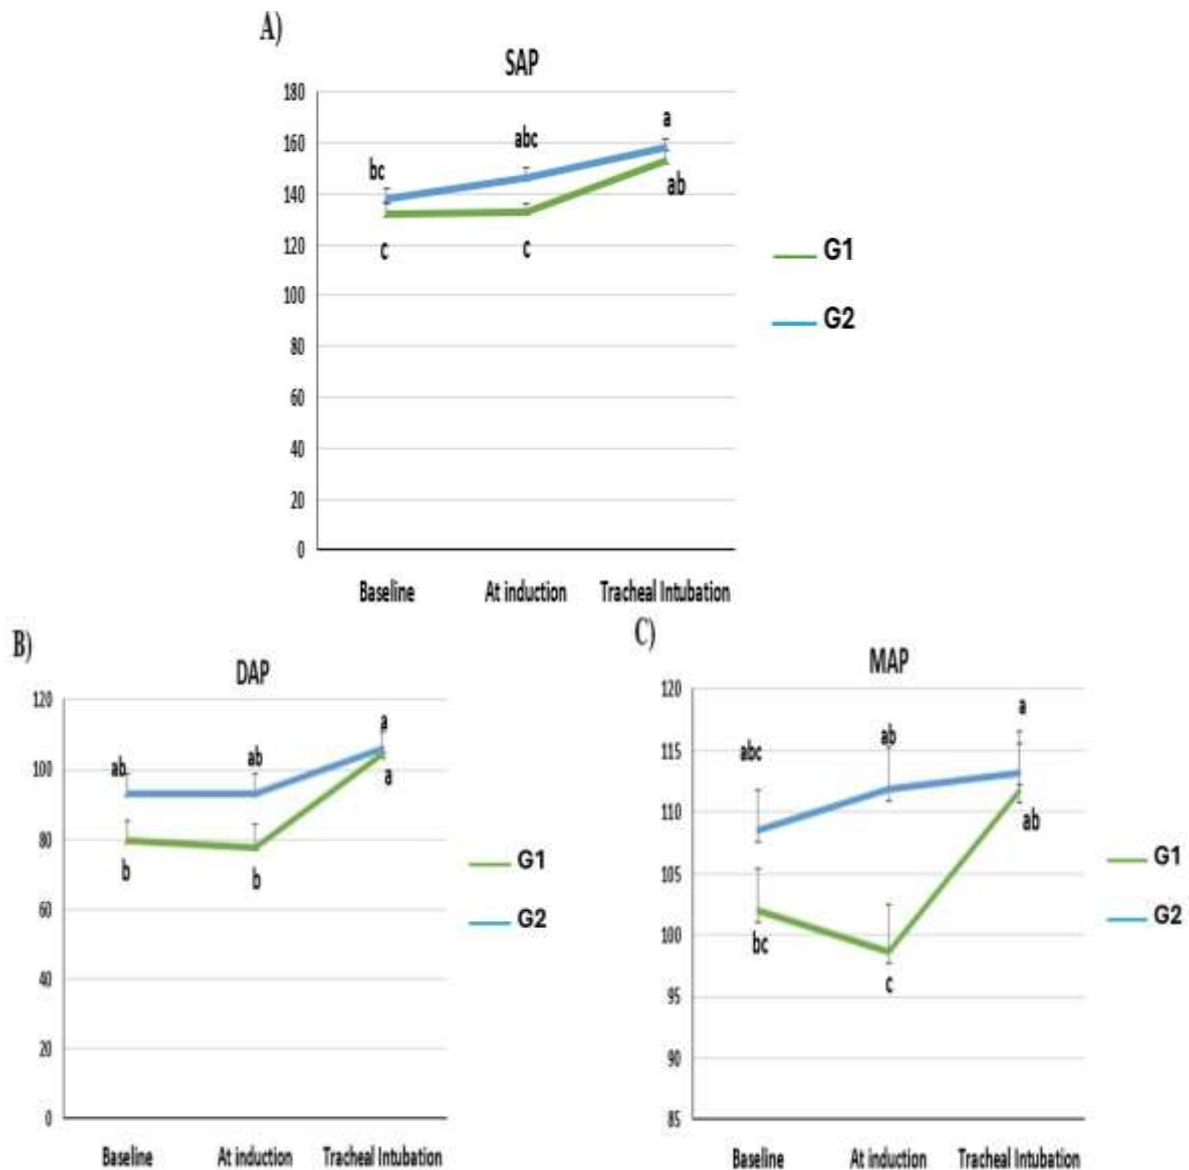 A)
SAP
180
160
140
120
100
80
60
40
20
0
bc
abc
a
c
c
ab
G1
G2
Baseline At induction Tracheal Intubation
B)
DAP
120
100
80
60
40
20
0
ab
ab
a
b
b
a
G1
G2
Baseline At induction Tracheal Intubation
C)
MAP
120
115
110
105
100
95
90
85
abc
ab
a
bc
c
ab
G1
G2
Baseline At induction Tracheal Intubation